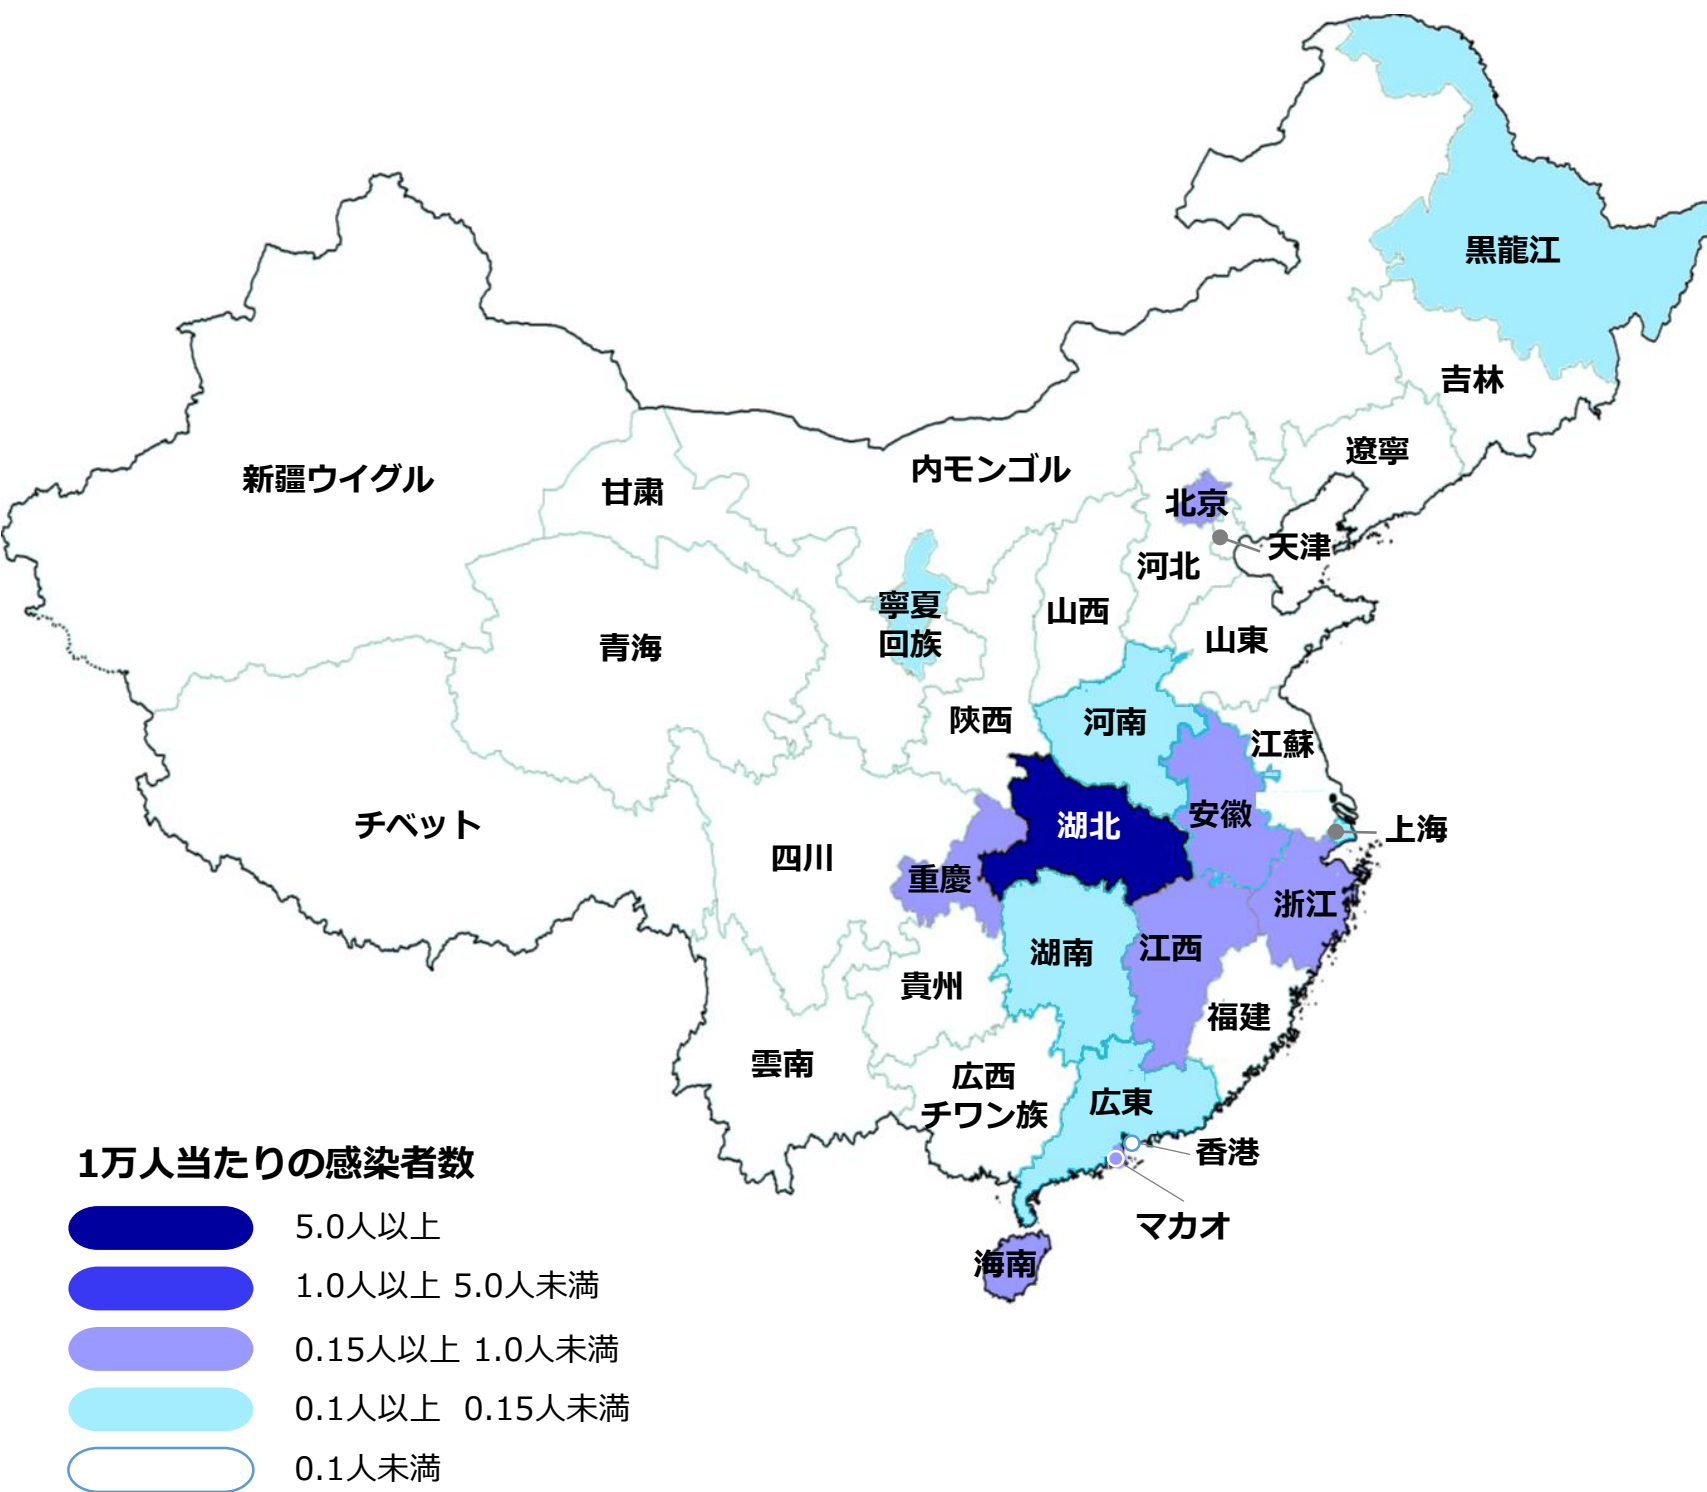 黒龍江
吉林
遼寧
内モンゴル
新疆ウイグル
甘粛
北京
天津
河北
寧夏
回族
山西
山東
青海
陝西
河南
江蘇
チベット
四川
湖北
安徽
上海
重慶
浙江
湖南
江西
貴州
福建
雲南
広西
チワン族
広東
香港
マカオ
海南
1万人当たりの感染者数
5.0人以上
1.0人以上 5.0人未満
0.15人以上 1.0人未満
0.1人以上 0.15人未満
0.1人未満